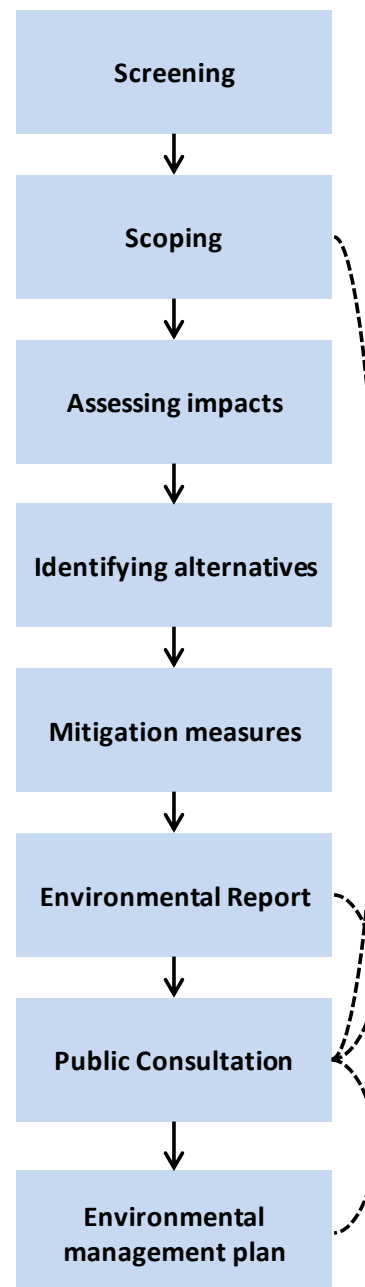 Screening
Scoping
Assessing impacts
Identifying alternatives
Mitigation measures
Environmental Report
Public Consultation
Environmental
management plan